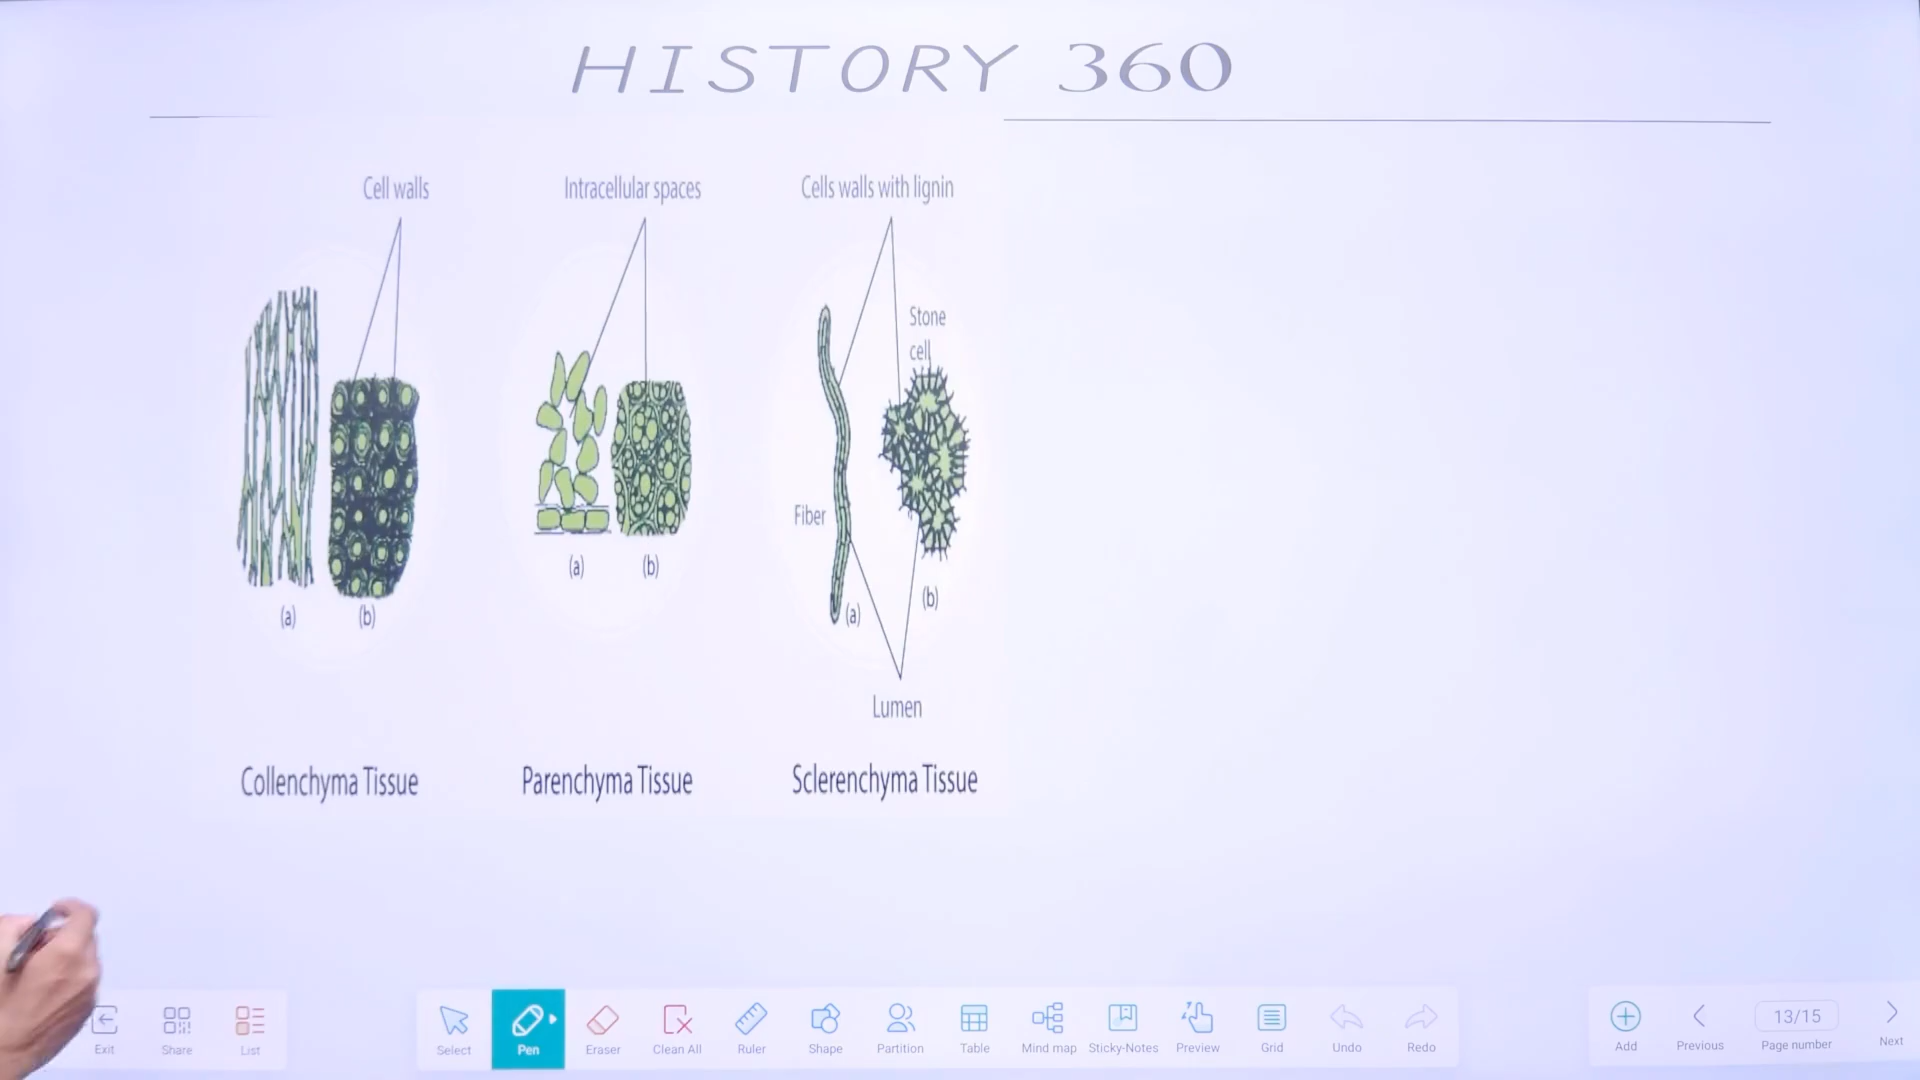 HISTORY 360
Cell walls
Intracellular spaces
Cells walls with lignin
Stone
cell
Fiber
(a)
(b)
(a)
(b)
(a)
(b)
Lumen
Collenchyma Tissue
Parenchyma Tissue
Sclerenchyma Tissue
Exit
Share
List
Select
Pen
Eraser
Clean All
Ruler
Shape
Partition
Table
Mind map
Sticky-Notes
Preview
Grid
Undo
Redo
Add
Previous
13/15
Page number
Next